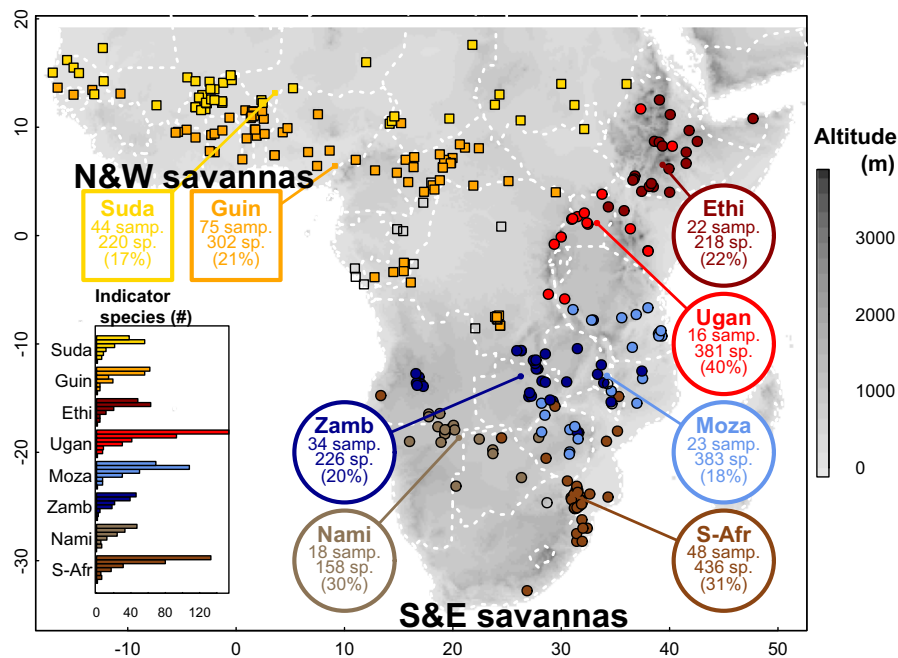 20
10
0
-10
-20
-30
-10
0
10
20
30
40
50
N&W savannas
Suda
44 samp.
220 sp.
(17%)
Guin
75 samp.
302 sp.
(21%)
Ethi
22 samp.
218 sp.
(22%)
Ugan
16 samp.
381 sp.
(40%)
Zamb
34 samp.
226 sp.
(20%)
Moza
23 samp.
383 sp.
(18%)
Nami
18 samp.
158 sp.
(30%)
S-Afr
48 samp.
436 sp.
(31%)
S&E savannas
Indicator
species (#)
Suda
Guin
Ethi
Ugan
Moza
Zamb
Nami
S-Afr
0
40
80
120
Altitude
(m)
3000
2000
1000
0